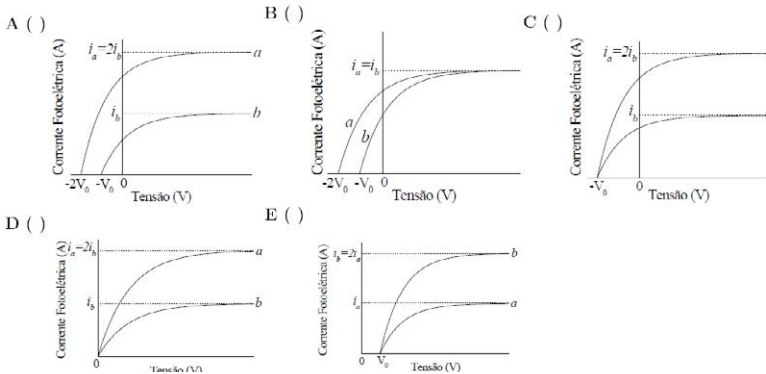 A ( )
Corrente Fotoelétrica (A)
i_a=2i_b
a
i_b
b
-2V_0 -V_0 0
Tensão (V)
B ( )
Corrente Fotoelétrica (A)
i_a=i_b
a
b
-2V_0 -V_0 0
Tensão (V)
C ( )
Corrente Fotoelétrica (A)
i_a=2i_b
i_b
-V_0 0
Tensão (V)
D ( )
Corrente Fotoelétrica (A)
i_a=2i_b
a
i_b
b
0
Tensão (V)
E ( )
Corrente Fotoelétrica (A)
i_b=2i_a
b
i_a
a
0 V_0
Tensão (V)